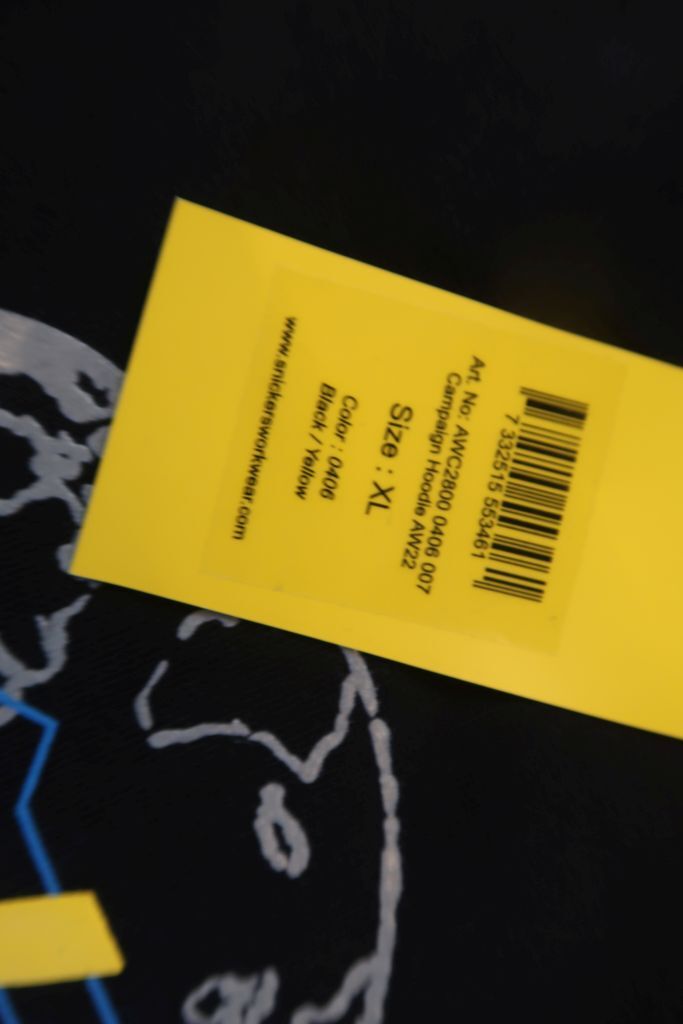 7 332515 553461
Art. No: AWC2800 0406 007
Campaign Hoodie AW22
Size : XL
Color : 0406
Black / Yellow
www.snickersworkwear.com